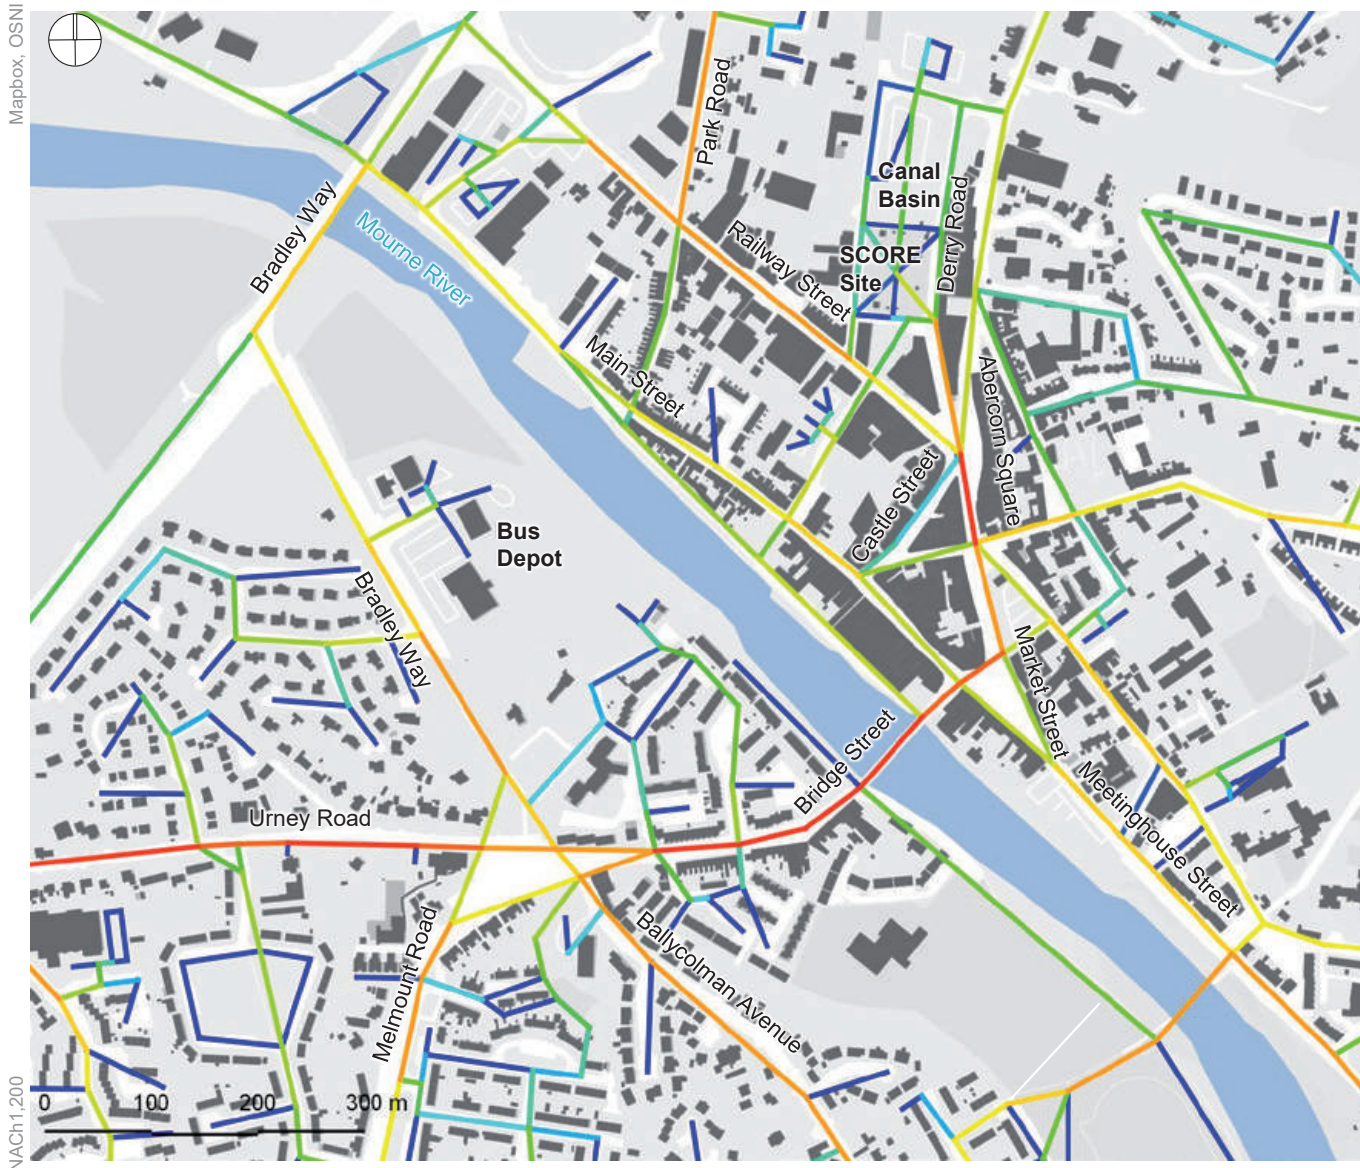 Mapbox, OSNI
Park Road
Canal
Basin
Bradley Way
Derry Road
Mourne River
Railway Street
SCORE
Site
Main Street
Abercorn Square
Castle Street
Bus
Depot
Bradley Way
Market Street
Bridge Street
Meetinghouse Street
Urney Road
Melmount Road
Ballycolman Avenue
NACh1,200
0 100 200 300 m